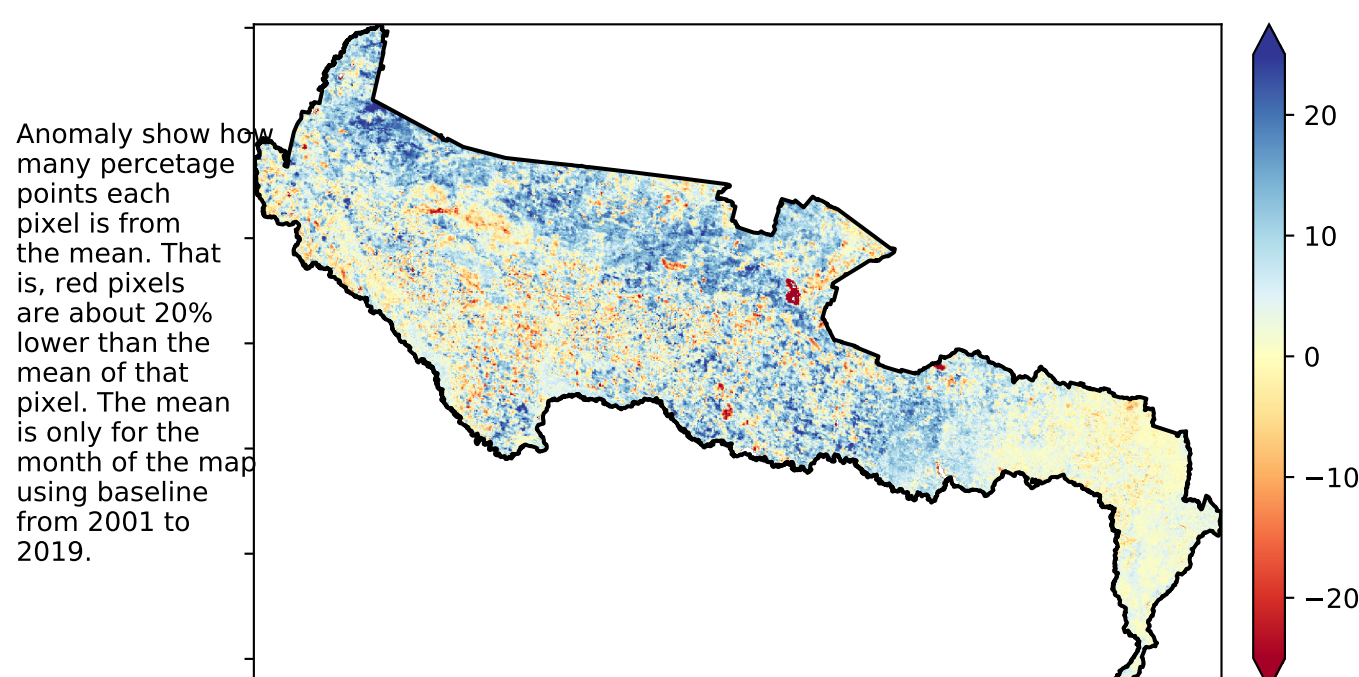 Anomaly show how
many percetage
points each
pixel is from
the mean. That
is, red pixels
are about 20%
lower than the
mean of that
pixel. The mean
is only for the
month of the map
using baseline
from 2001 to
2019.
20
10
0
−10
−20